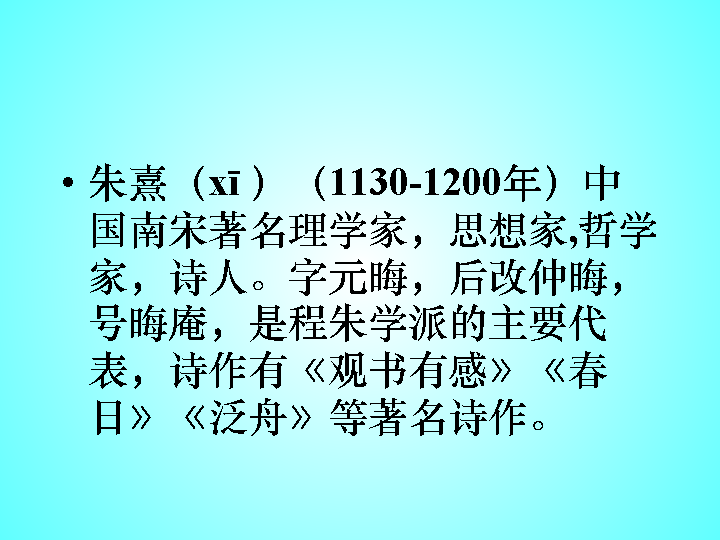 • 朱熹（xī ）（1130-1200年）中
国南宋著名理学家，思想家,哲学
家，诗人。字元晦，后改仲晦，
号晦庵，是程朱学派的主要代
表，诗作有《观书有感》《春
日》《泛舟》等著名诗作。